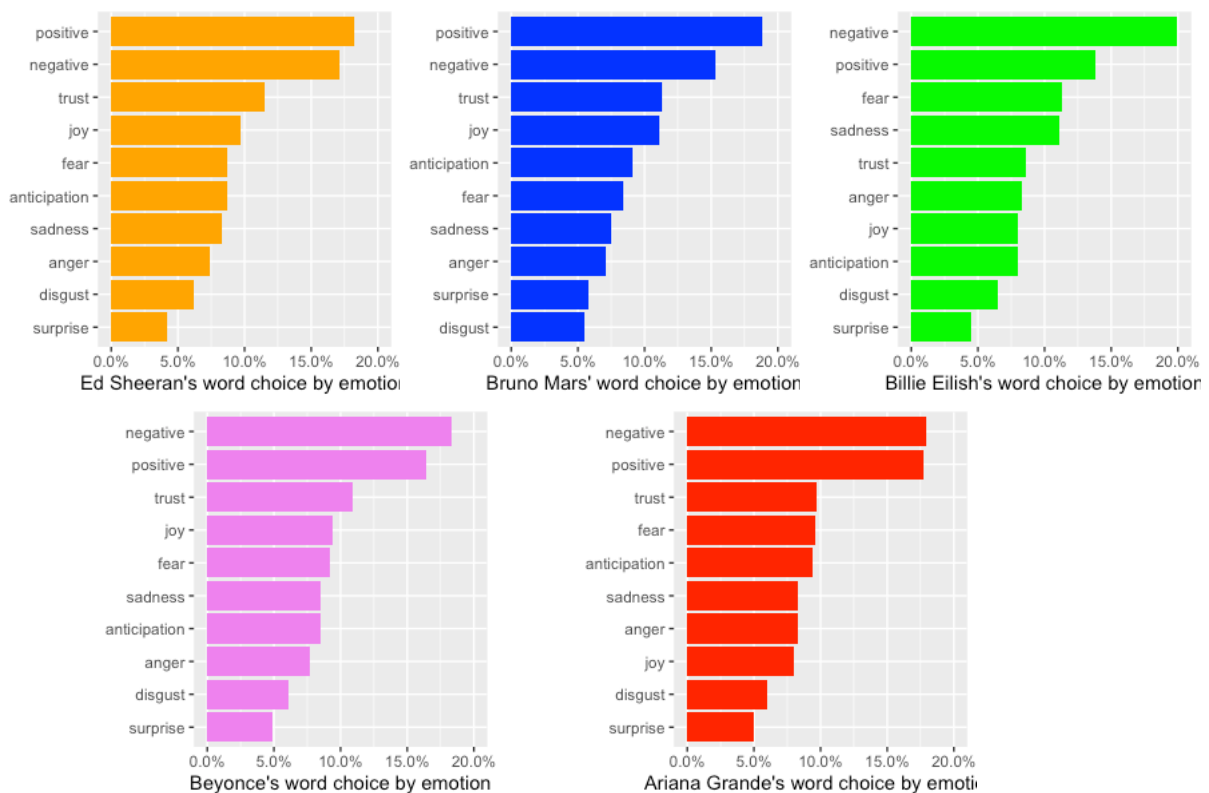 positive
negative
trust
joy
fear
anticipation
sadness
anger
disgust
surprise
0.0% 5.0% 10.0% 15.0% 20.0%
Ed Sheeran's word choice by emotion
positive
negative
trust
joy
anticipation
fear
sadness
anger
surprise
disgust
0.0% 5.0% 10.0% 15.0% 20.0%
Bruno Mars' word choice by emotion
negative
positive
fear
sadness
trust
anger
joy
anticipation
disgust
surprise
0.0% 5.0% 10.0% 15.0% 20.0%
Billie Eilish's word choice by emotion
negative
positive
trust
joy
fear
sadness
anticipation
anger
disgust
surprise
0.0% 5.0% 10.0% 15.0% 20.0%
Beyonce's word choice by emotion
negative
positive
trust
fear
anticipation
sadness
anger
joy
disgust
surprise
0.0% 5.0% 10.0% 15.0% 20.0%
Ariana Grande's word choice by emoti